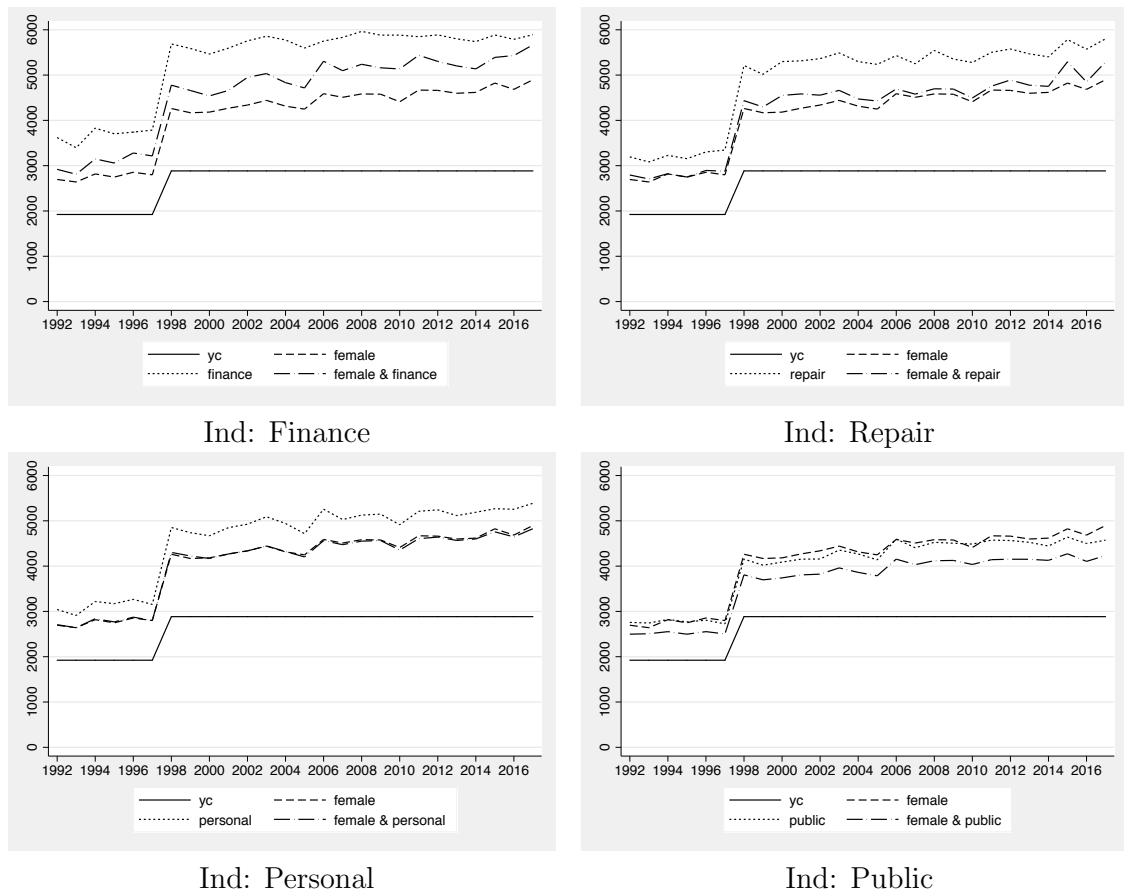 6000
5000
4000
3000
2000
1000
0
1992 1994 1996 1998 2000 2002 2004 2006 2008 2010 2012 2014 2016
yc female
finance female & finance
Ind: Finance
6000
5000
4000
3000
2000
1000
0
1992 1994 1996 1998 2000 2002 2004 2006 2008 2010 2012 2014 2016
yc female
repair female & repair
Ind: Repair
6000
5000
4000
3000
2000
1000
0
1992 1994 1996 1998 2000 2002 2004 2006 2008 2010 2012 2014 2016
yc female
personal female & personal
Ind: Personal
6000
5000
4000
3000
2000
1000
0
1992 1994 1996 1998 2000 2002 2004 2006 2008 2010 2012 2014 2016
yc female
public female & public
Ind: Public